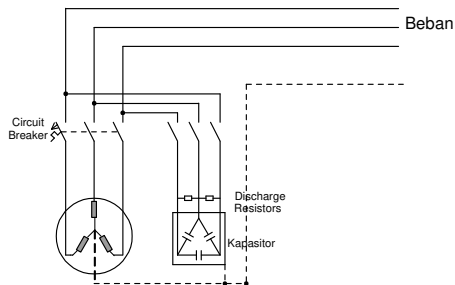 Beban
Circuit
Breaker
Discharge
Resistors
Kapasitor